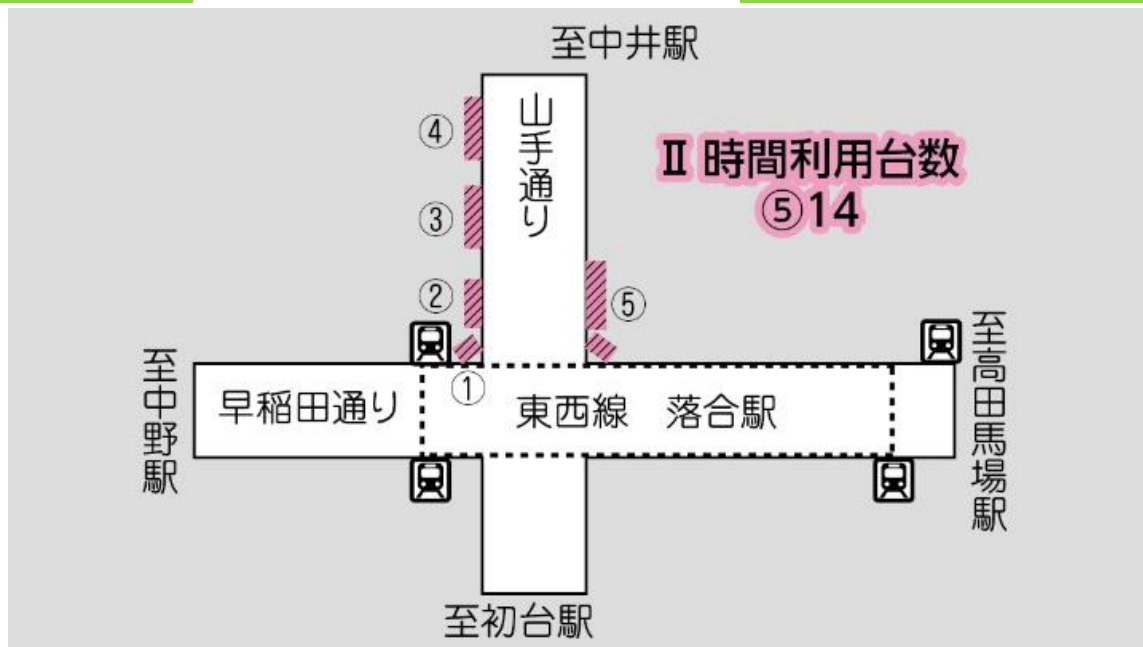 至中井駅
山手通り
④
③
②
①
⑤
Ⅱ 時間利用台数
⑤14
至中野駅
早稲田通り
東西線 落合駅
至高田馬場駅
至初台駅